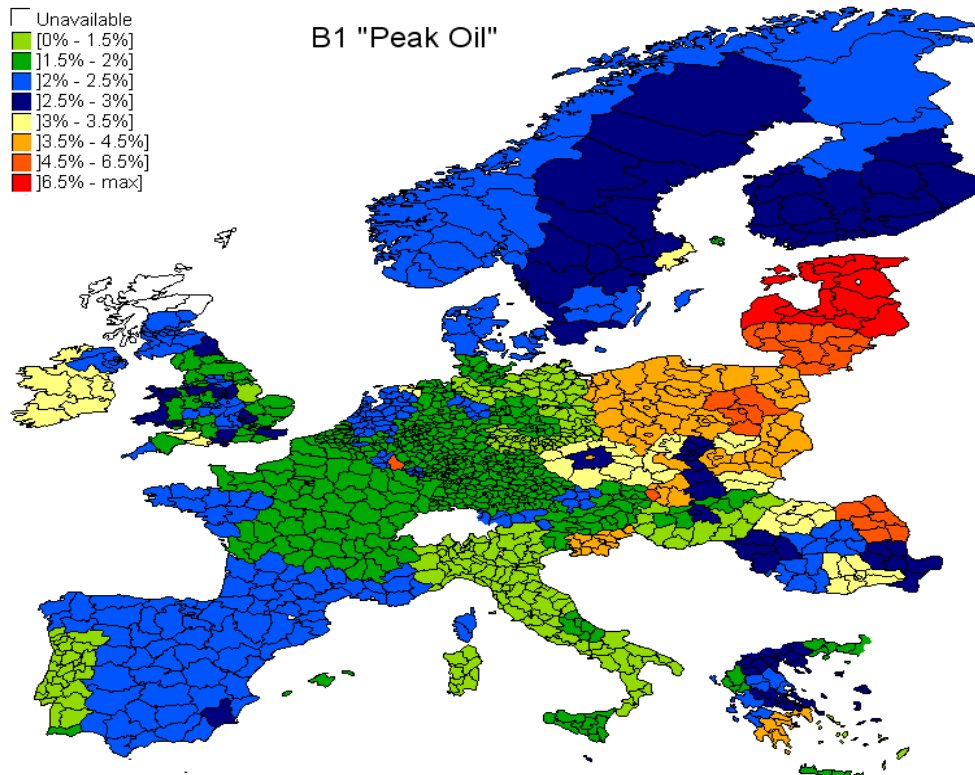 Unavailable
[0% - 1.5%]
]1.5% - 2%]
]2% - 2.5%]
]2.5% - 3%]
]3% - 3.5%]
]3.5% - 4.5%]
]4.5% - 6.5%]
]6.5% - max]
B1 "Peak Oil"